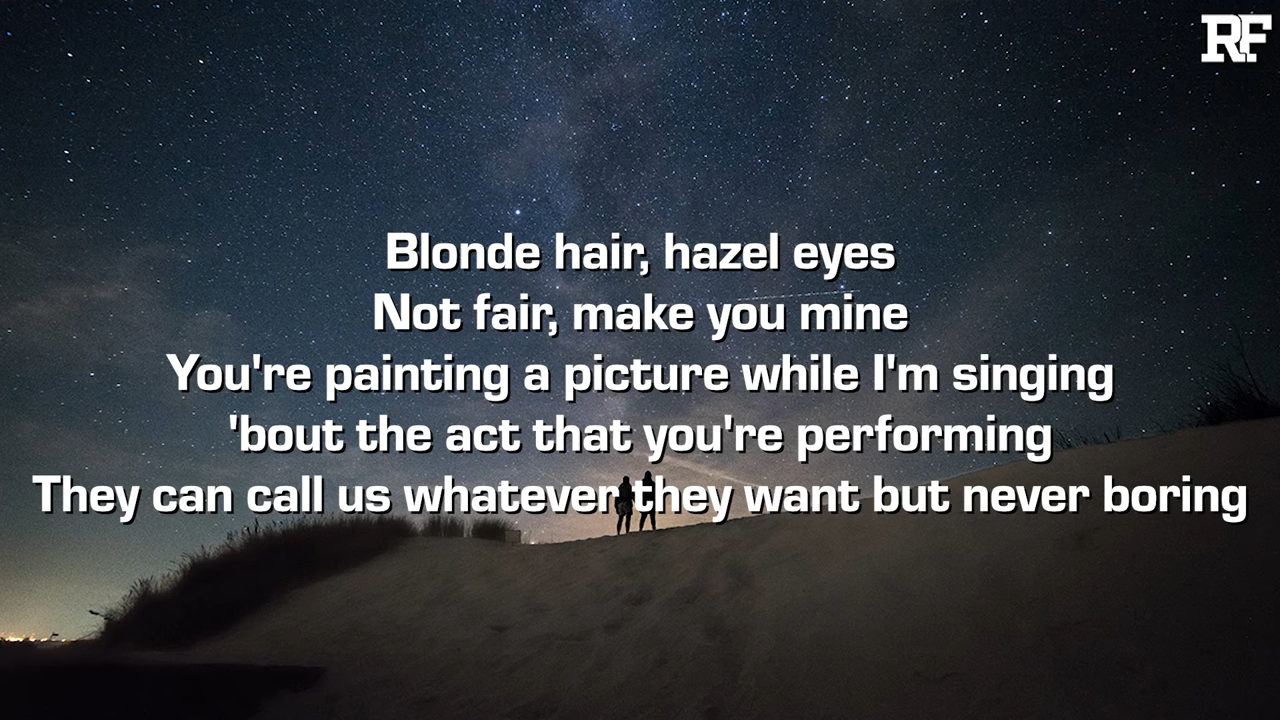 RF
Blonde hair, hazel eyes
Not fair, make you mine
You're painting a picture while I'm singing
'bout the act that you're performing
They can call us whatever they want but never boring